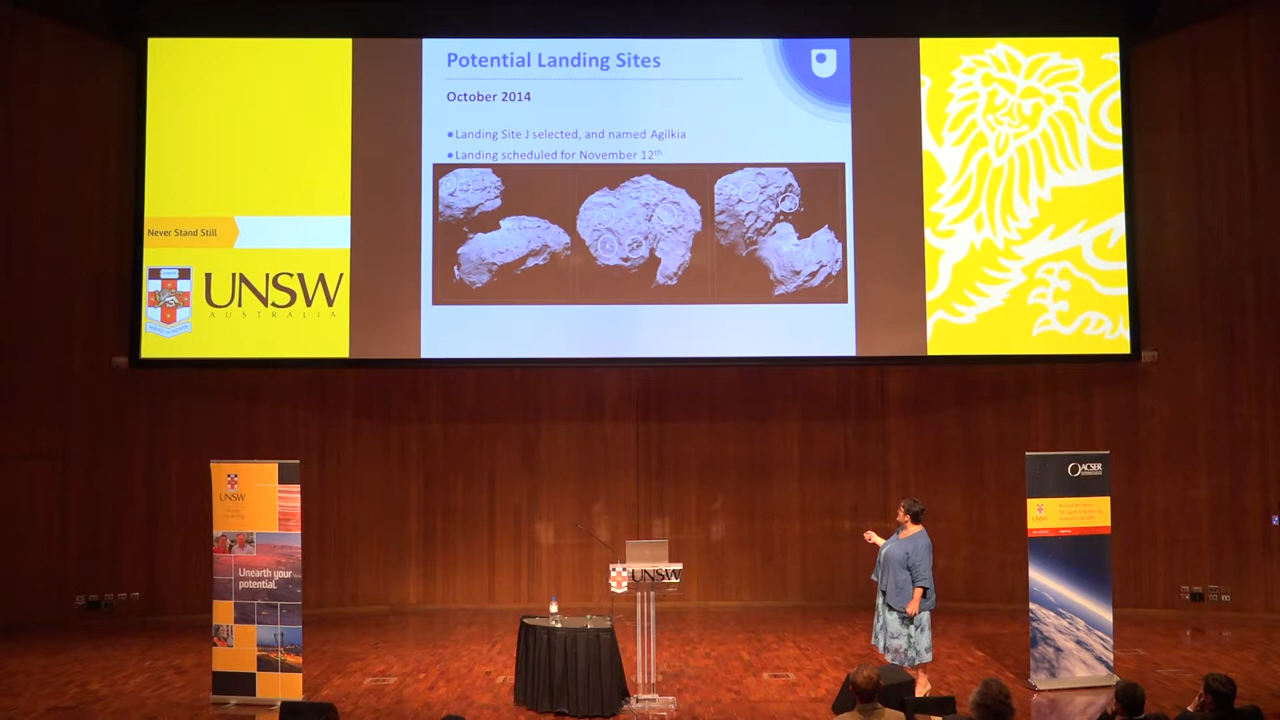 Potential Landing Sites
October 2014
●Landing Site J selected, and named Agilkia
●Landing scheduled for November 12th
Never Stand Still
UNSW
AUSTRALIA
UNSW
Unearth your
potential.
UNSW
ACSER
UNSW